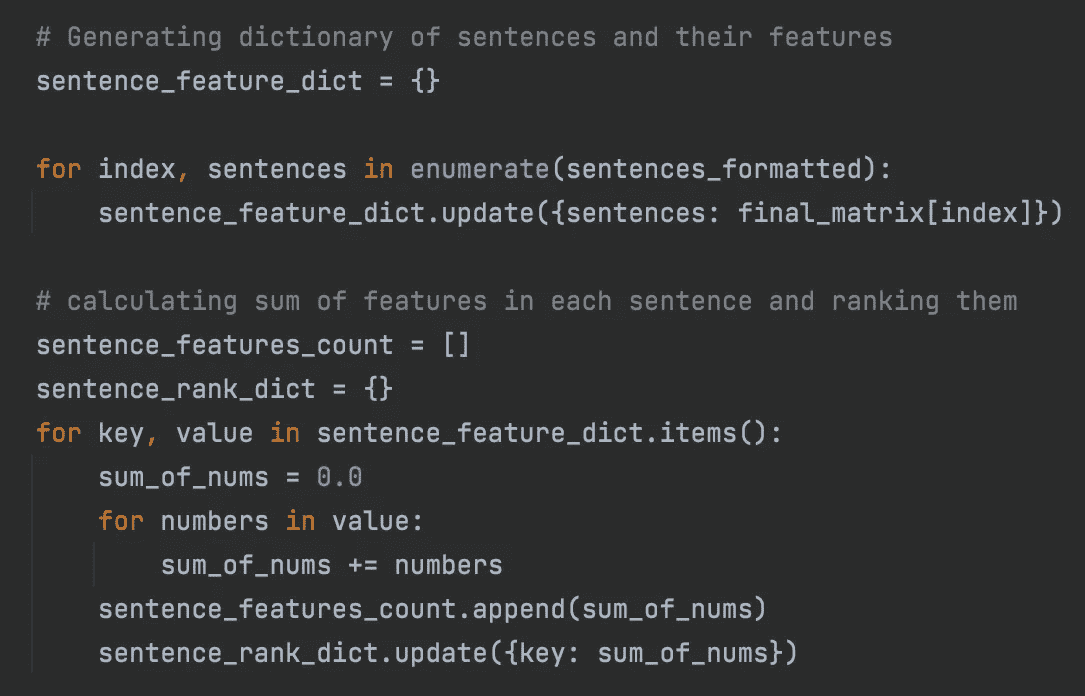 # Generating dictionary of sentences and their features
sentence_feature_dict = {}
for index, sentences in enumerate(sentences_formatted):
    sentence_feature_dict.update({sentences: final_matrix[index]})
# calculating sum of features in each sentence and ranking them
sentence_features_count = []
sentence_rank_dict = {}
for key, value in sentence_feature_dict.items():
    sum_of_nums = 0.0
    for numbers in value:
        sum_of_nums += numbers
    sentence_features_count.append(sum_of_nums)
    sentence_rank_dict.update({key: sum_of_nums})